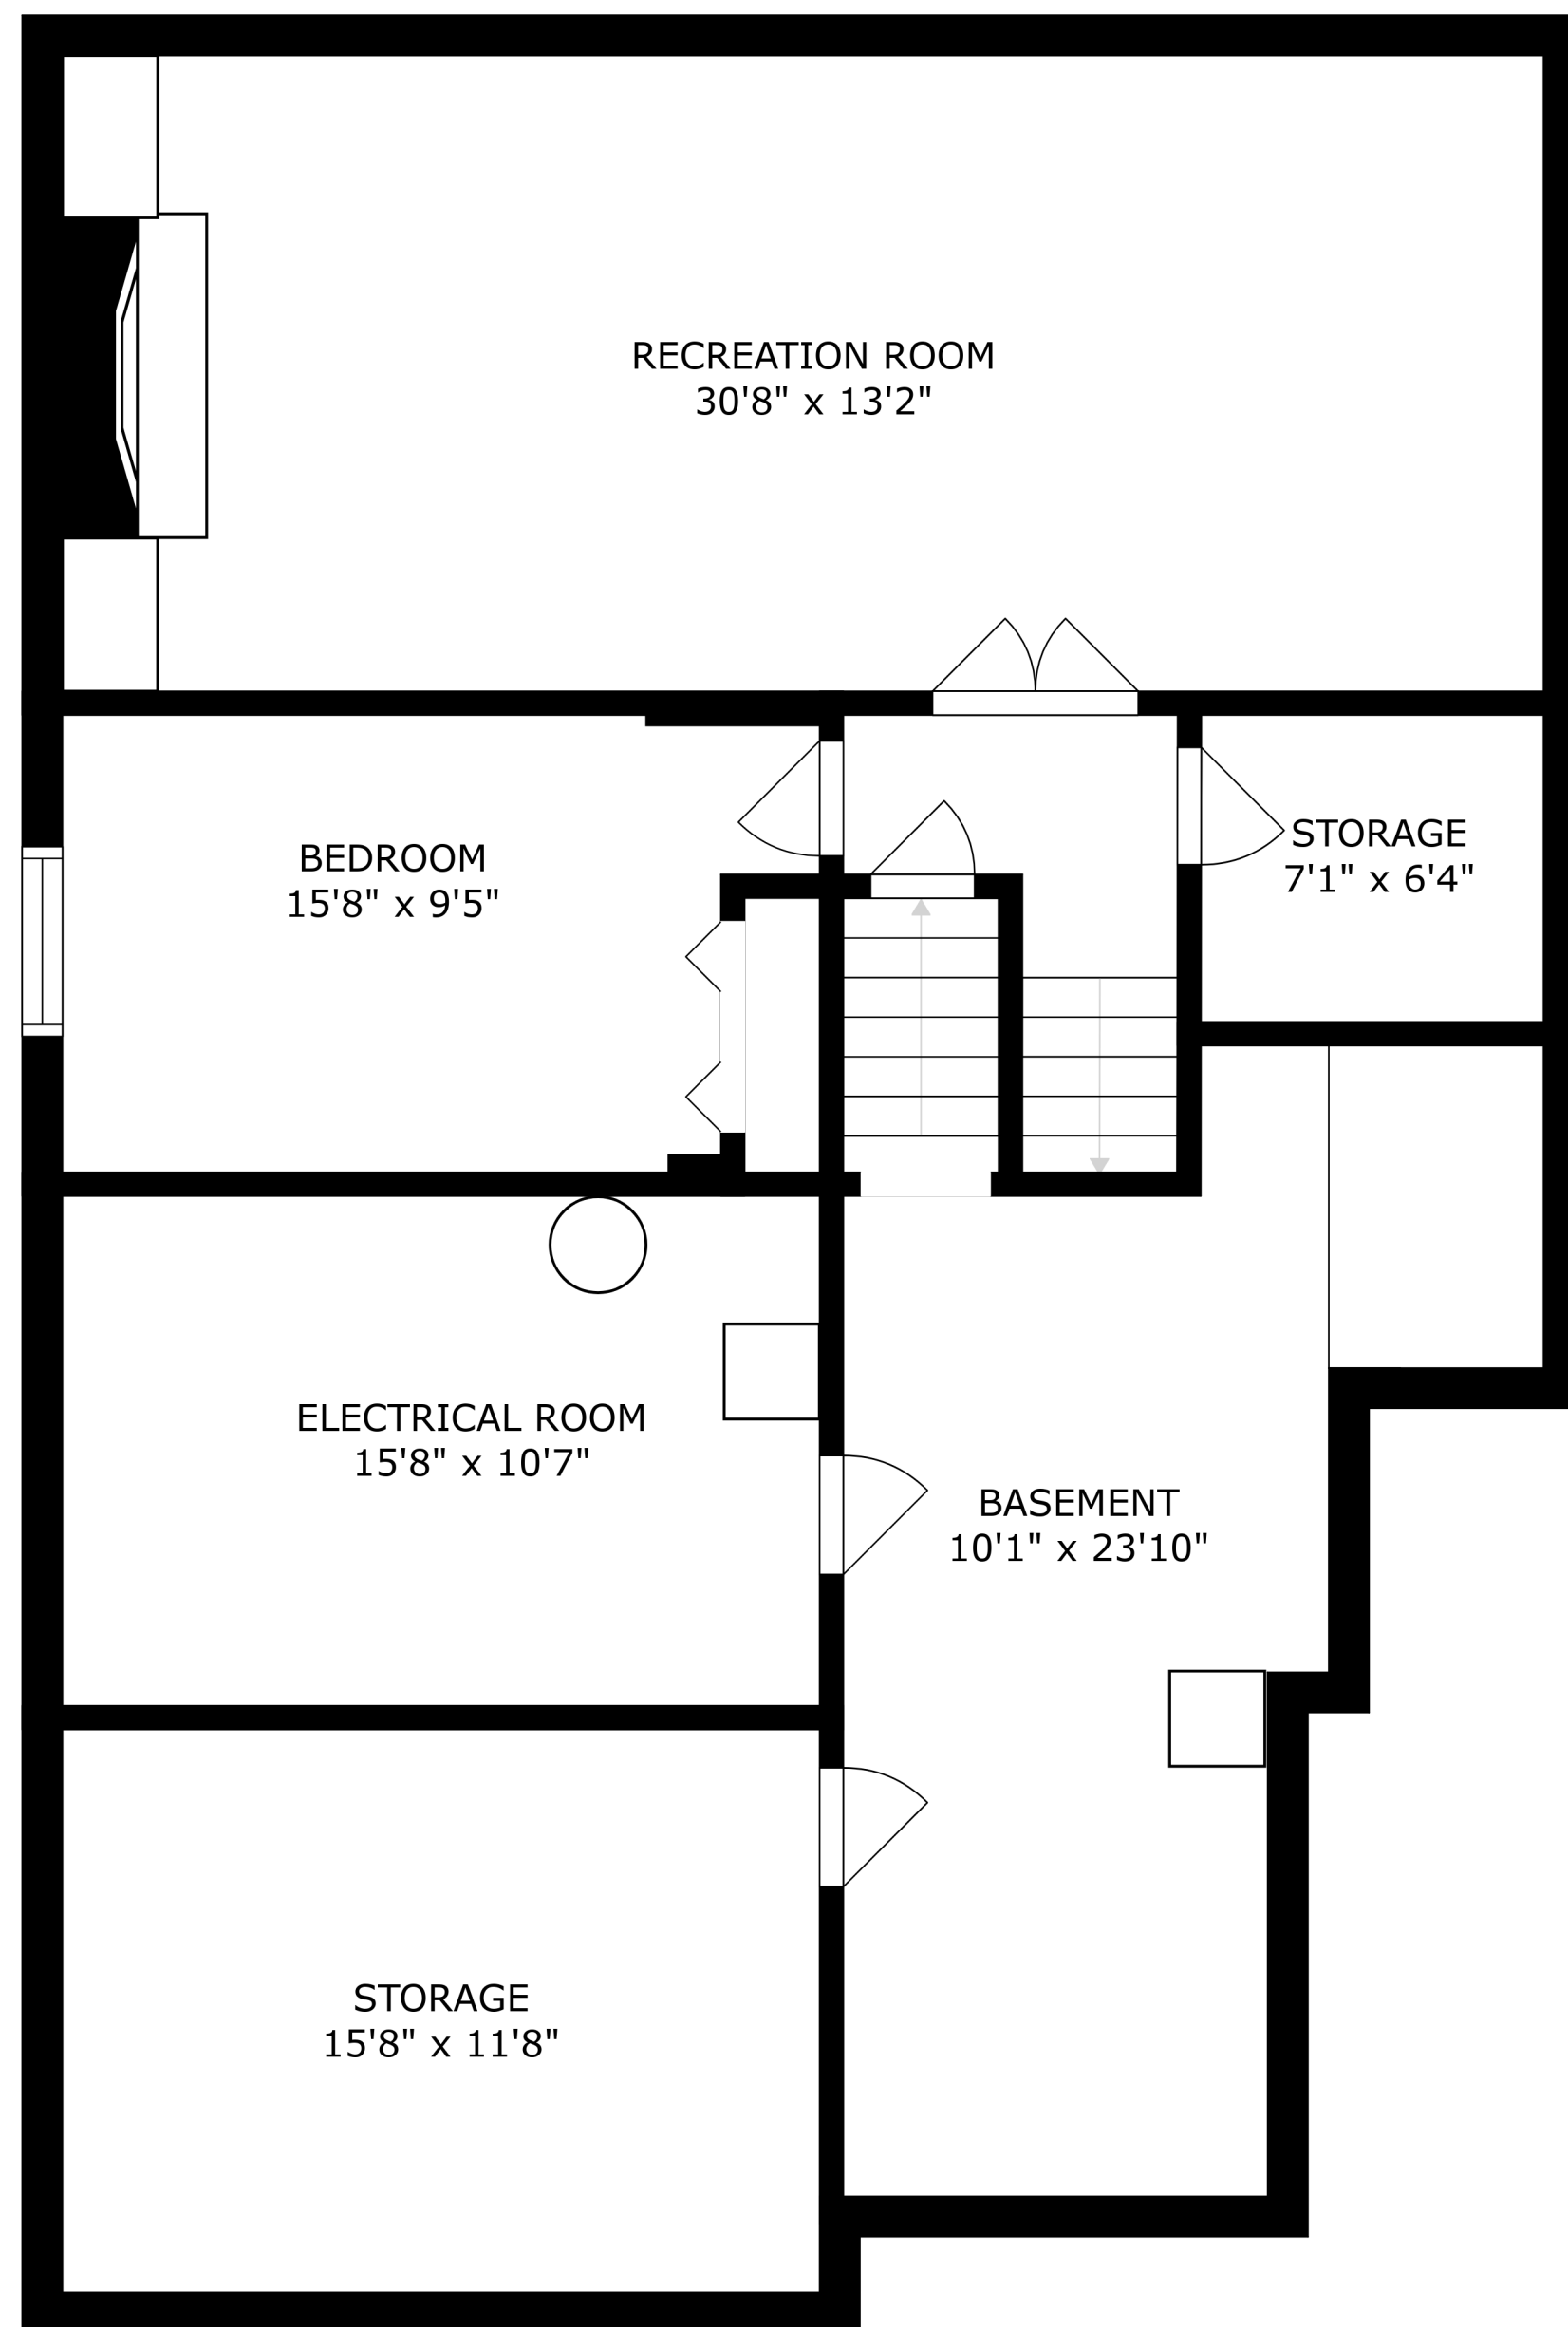 RECREATION ROOM
30'8" x 13'2"
STORAGE
7'1" x 6'4"
BEDROOM
15'8" x 9'5"
ELECTRICAL ROOM
15'8" x 10'7"
BASEMENT
10'1" x 23'10"
STORAGE
15'8" x 11'8"